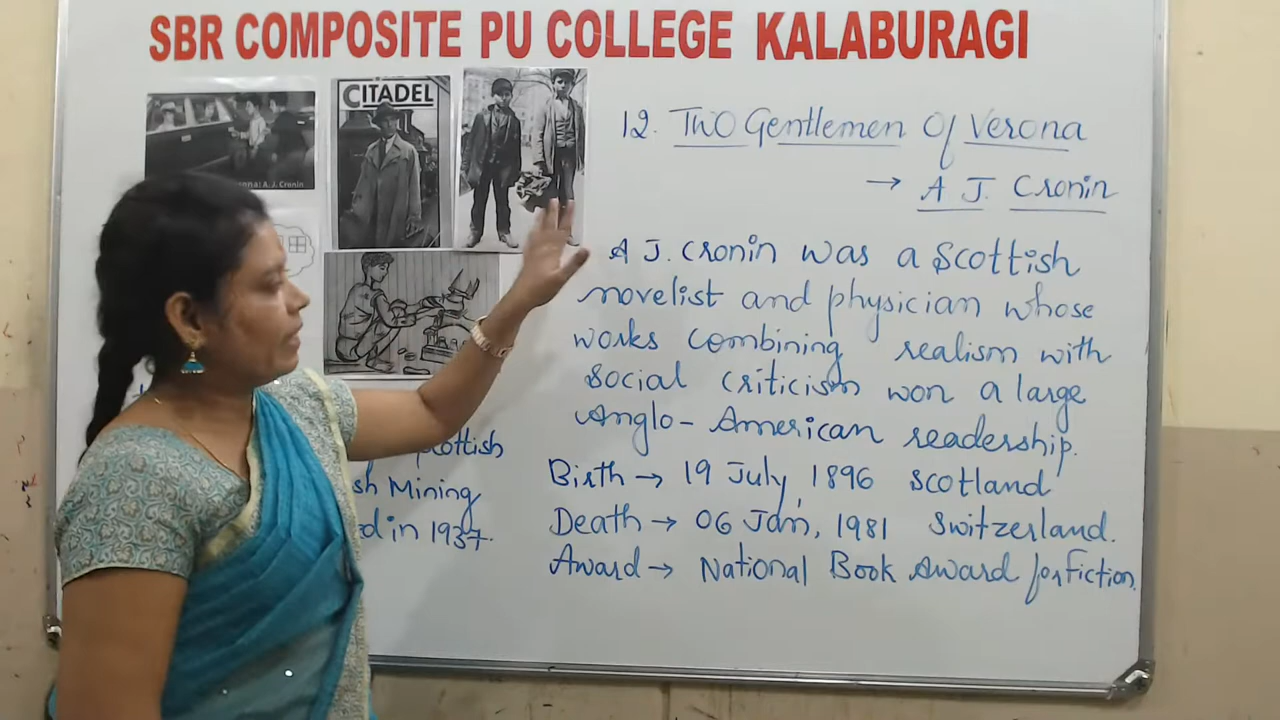 SBR COMPOSITE PU COLLEGE KALABURAGI
CITADEL
A. J. Cronin
12. Two Gentlemen Of Verona
→ A J. Cronin
A J. Cronin was a Scottish
novelist and physician whose
works combining realism with
social criticism won a large
Anglo-American readership.
Birth → 19 July, 1896 Scotland
Death → 06 Jan, 1981 Switzerland.
Award → National Book Award for fiction.
Mining
in 1937.